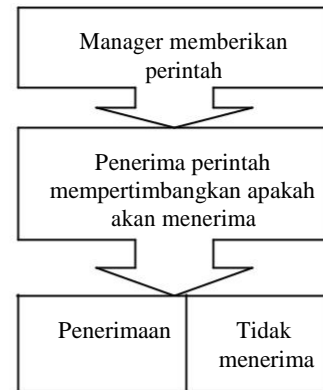 Manager memberikan
perintah
Penerima perintah
mempertimbangkan apakah
akan menerima
Penerimaan
Tidak
menerima